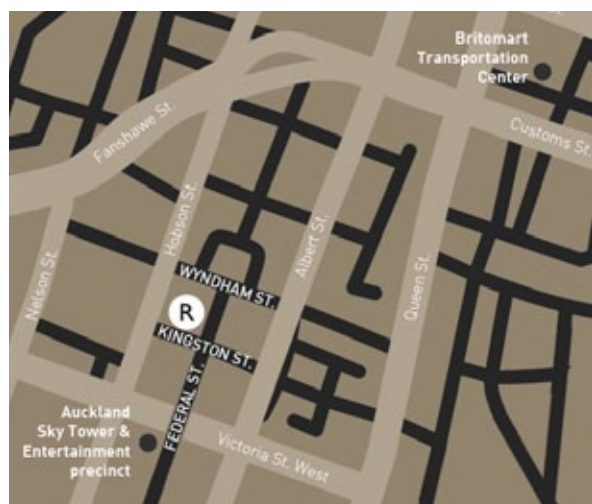 Britomart
Transportation
Center
Customs St.
Fanshawe St.
Hobson St.
Albert St.
Queen St.
Nelson St.
WYNDHAM ST.
R
KINGSTON ST.
FEDERAL ST.
Auckland
Sky Tower &
Entertainment
precinct
Victoria St. West